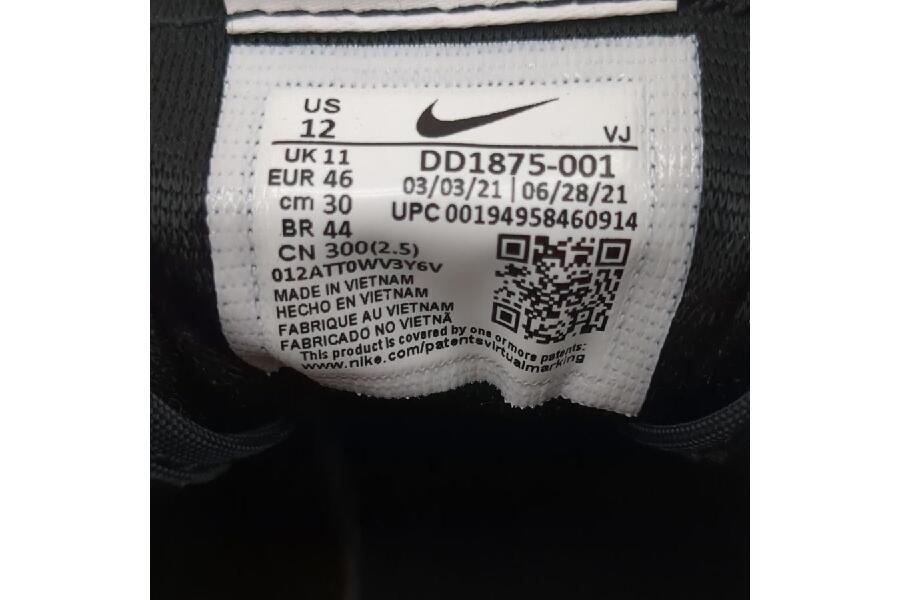 US
12
VJ
UK 11
DD1875-001
EUR 46
03/03/21 | 06/28/21
cm 30
UPC 00194958460914
BR 44
CN 300(2.5)
012ATT0WV3Y6V
MADE IN VIETNAM
HECHO EN VIETNAM
FABRIQUE AU VIETNAM
FABRICADO NO VIETNÃ
This product is covered by one or more patents:
www.nike.com/patentsvirtualmarking